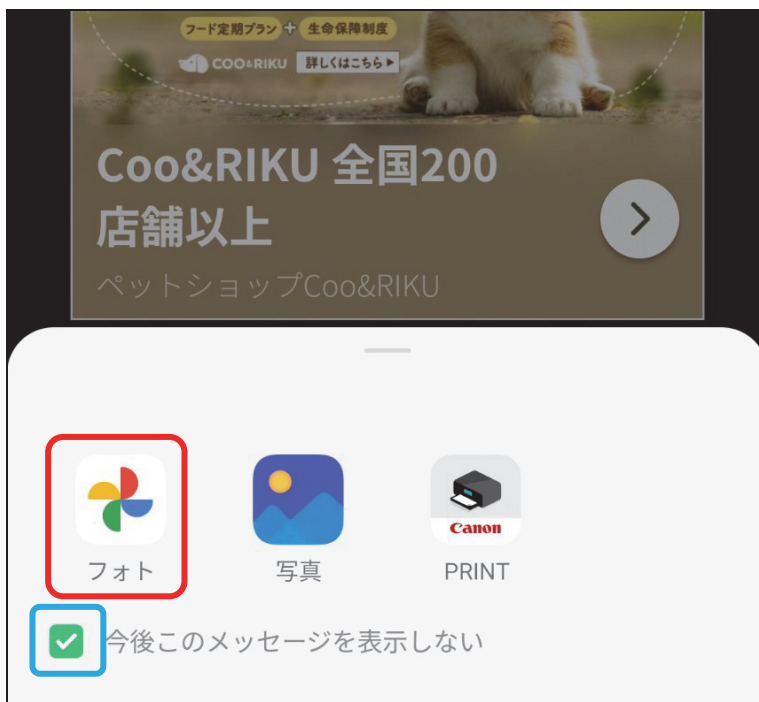 フード定期プラン + 生命保障制度
COO&RIKU 詳しくはこちら▶
Coo&RIKU 全国200
店舗以上
ペットショップCoo&RIKU
Canon
フォト 写真 PRINT
今後このメッセージを表示しない